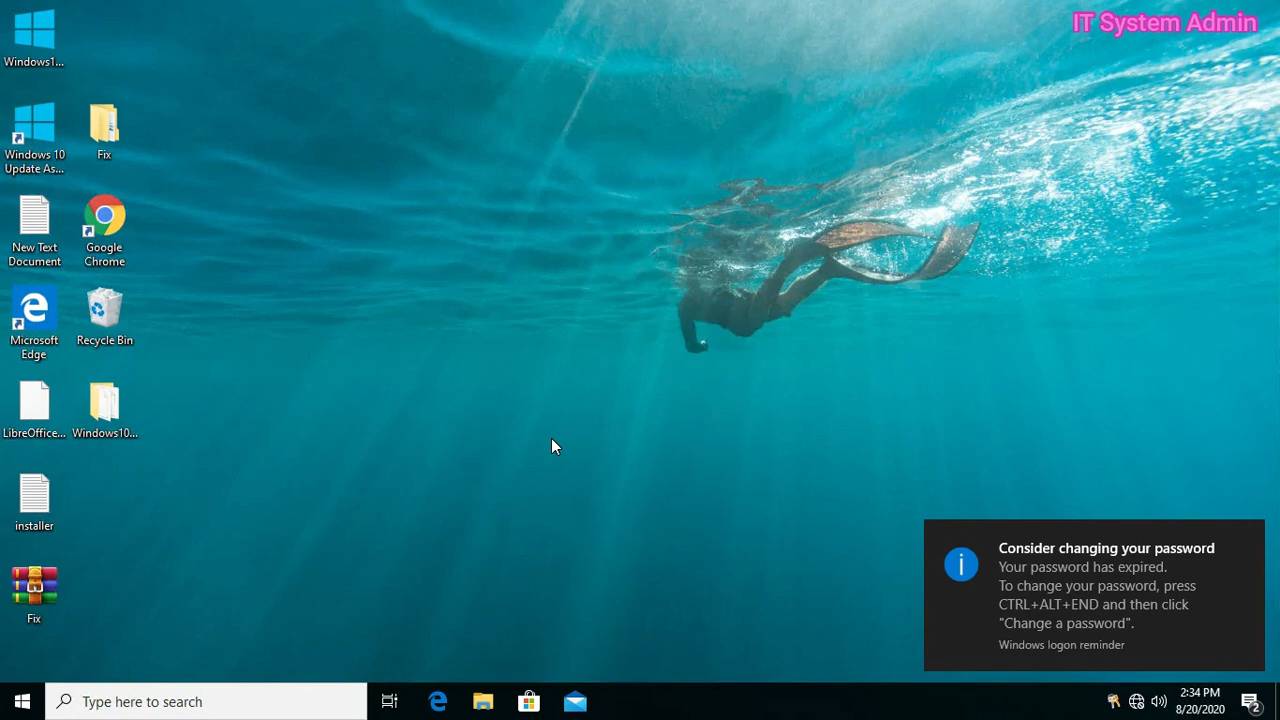 IT System Admin
Windows1...
Windows 10
Update As...
Fix
New Text
Document
Google
Chrome
Microsoft
Edge
Recycle Bin
LibreOffice...
Windows10...
installer
Fix
Consider changing your password
Your password has expired.
To change your password, press
CTRL+ALT+END and then click
"Change a password".
Windows logon reminder
Type here to search
2:34 PM
8/20/2020
2